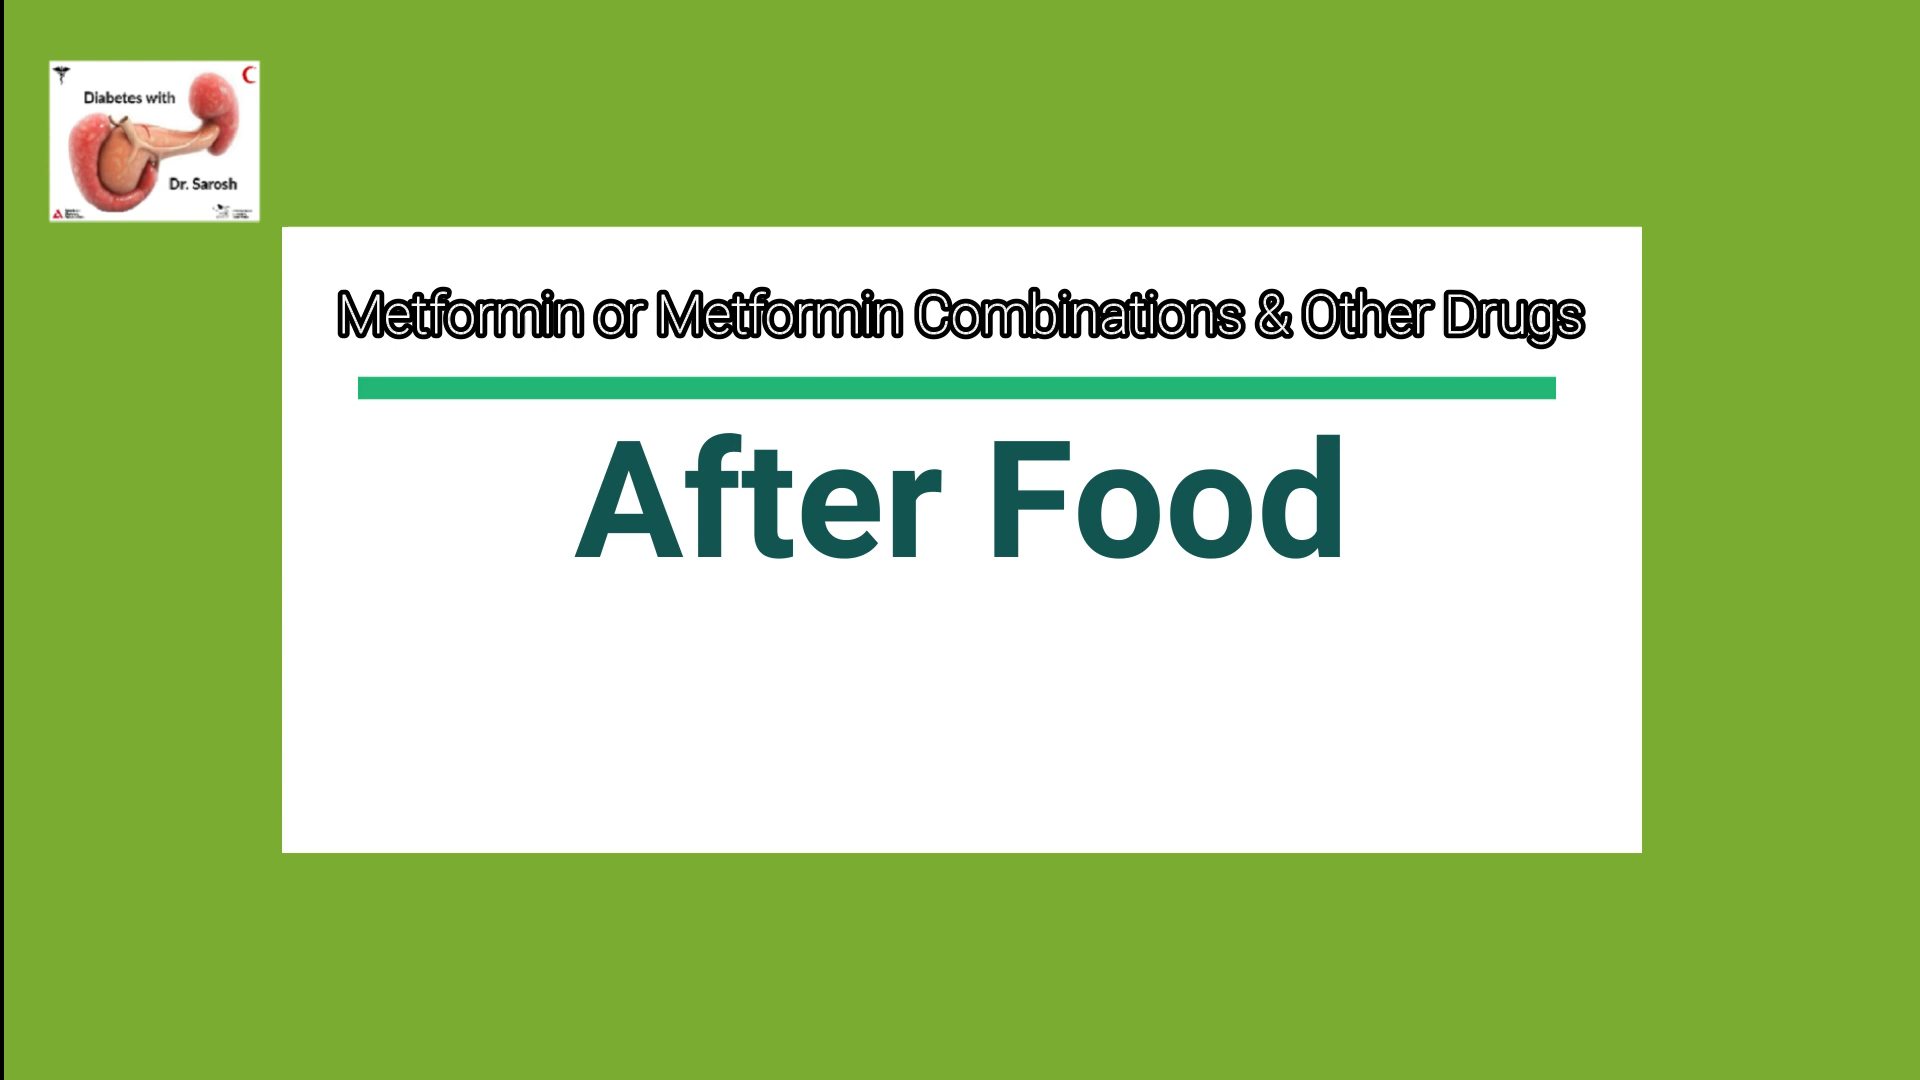 Diabetes with
Dr. Sarosh
Metformin or Metformin Combinations & Other Drugs
After Food